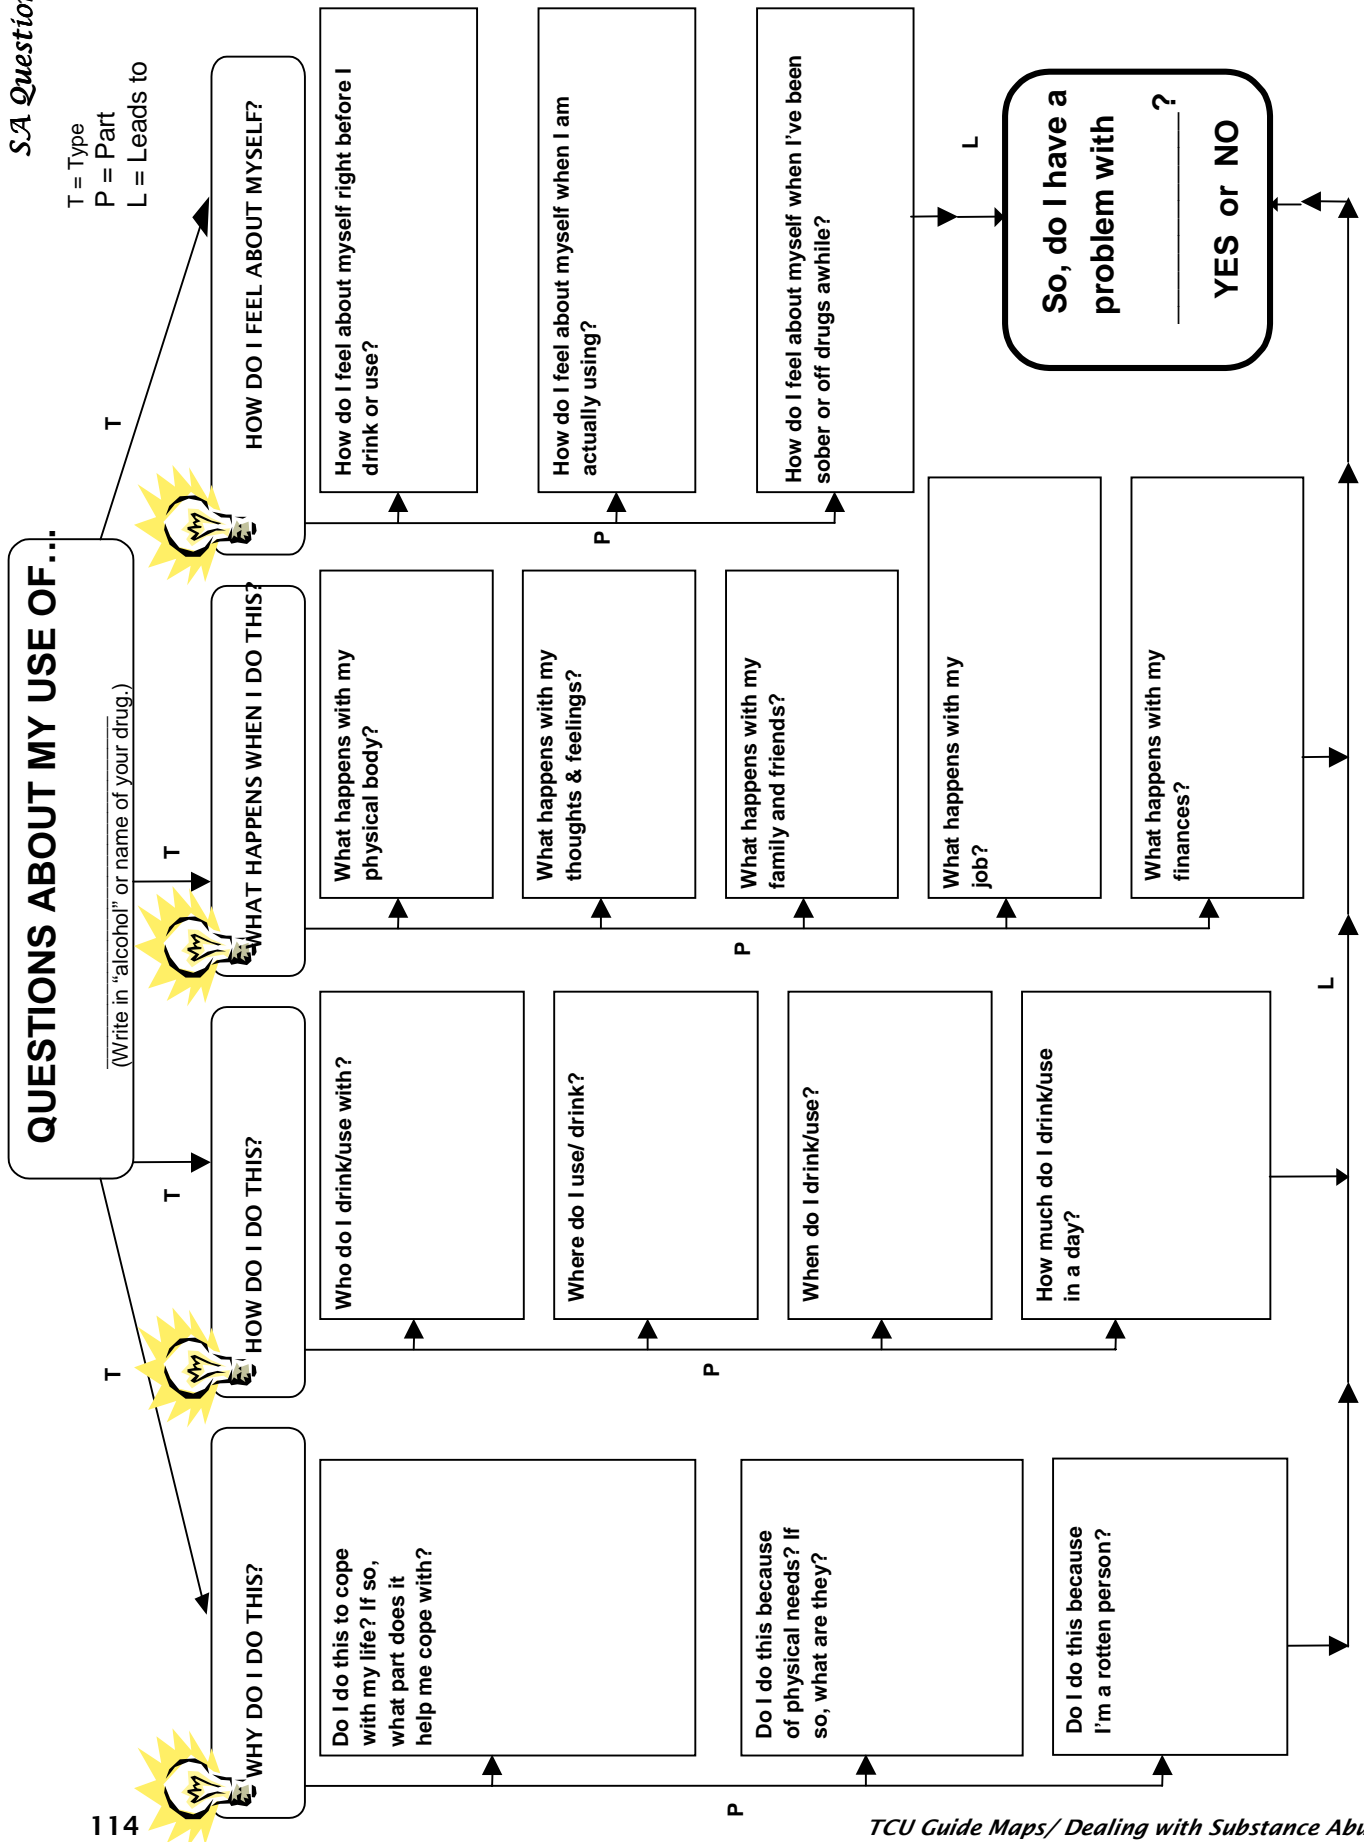 SA Question
T = Type
P = Part
L = Leads to
QUESTIONS ABOUT MY USE OF...
(Write in “alcohol” or name of your drug.)
T
T
T
T
WHY DO I DO THIS?
Do I do this to cope
with my life? If so,
what part does it
help me cope with?
Do I do this because
of physical needs? If
so, what are they?
Do I do this because
I'm a rotten person?
P
HOW DO I DO THIS?
Who do I drink/use with?
Where do I use/ drink?
When do I drink/use?
How much do I drink/use
in a day?
P
WHAT HAPPENS WHEN I DO THIS?
What happens with my
physical body?
What happens with my
thoughts & feelings?
What happens with my
family and friends?
What happens with my
job?
What happens with my
finances?
P
HOW DO I FEEL ABOUT MYSELF?
How do I feel about myself right before I
drink or use?
How do I feel about myself when I am
actually using?
How do I feel about myself when I've been
sober or off drugs awhile?
P
L
L
So, do I have a
problem with
____________ ?
YES or NO
114
TCU Guide Maps/ Dealing with Substance Abu